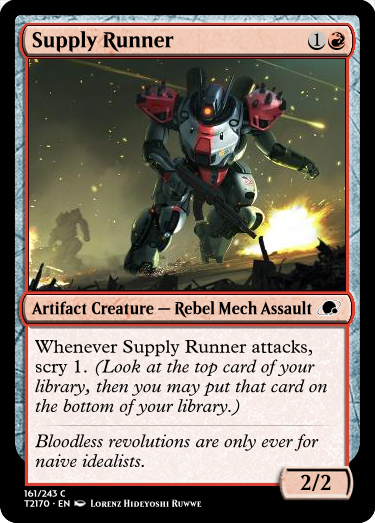 Supply Runner 1
Artifact Creature — Rebel Mech Assault
Whenever Supply Runner attacks,
scry 1. (Look at the top card of your
library, then you may put that card on
the bottom of your library.)
Bloodless revolutions are only ever for
naive idealists.
2/2
161/243 C
T2170 • EN Lorenz Hideyoshi Ruwwe